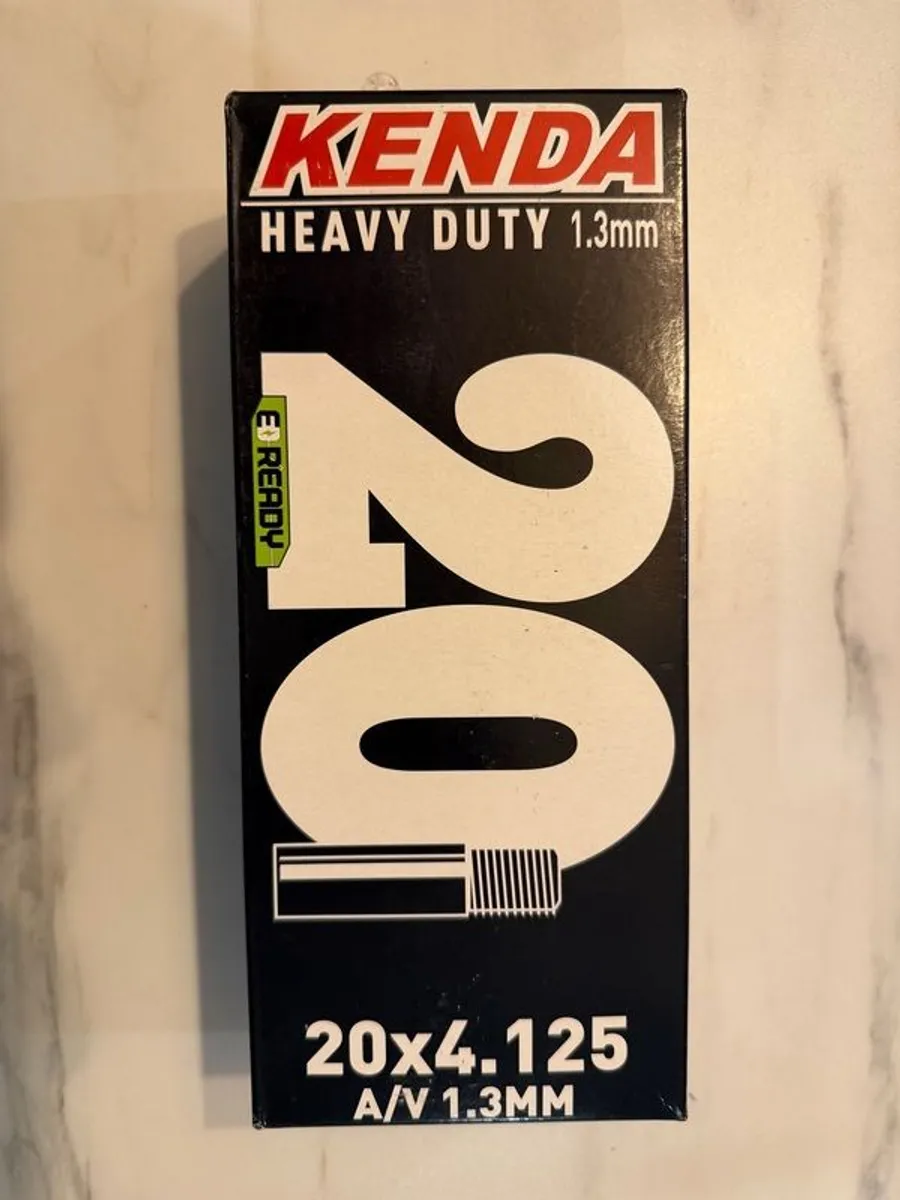 KENDA
HEAVY DUTY 1.3mm
20
E READY
20x4.125
A/V 1.3MM